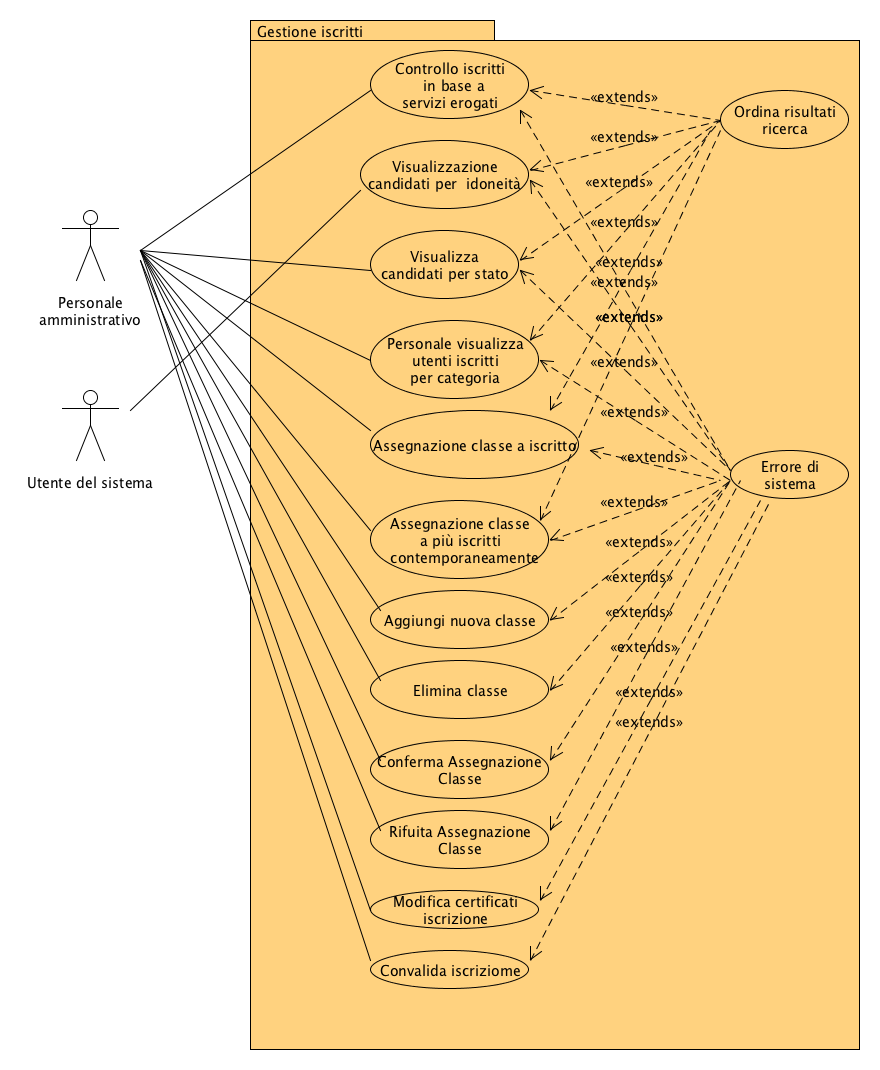 Gestione iscritti
Controllo iscritti
in base a
servizi erogati
«extends»
Ordina risultati
ricerca
«extends»
Visualizzazione
candidati per idoneità
«extends»
«extends»
Visualizza
candidati per stato
«extends»
«extends»
Personale
amministrativo
«extends»
Personale visualizza
utenti iscritti
per categoria
«extends»
«extends»
Assegnazione classe a iscritto
«extends»
Errore di
sistema
Utente del sistema
«extends»
Assegnazione classe
a più iscritti
contemporaneamente
«extends»
«extends»
Aggiungi nuova classe
«extends»
«extends»
Elimina classe
«extends»
«extends»
Conferma Assegnazione
Classe
Rifiuta Assegnazione
Classe
Modifica certificati
iscrizione
Convalida iscriziome